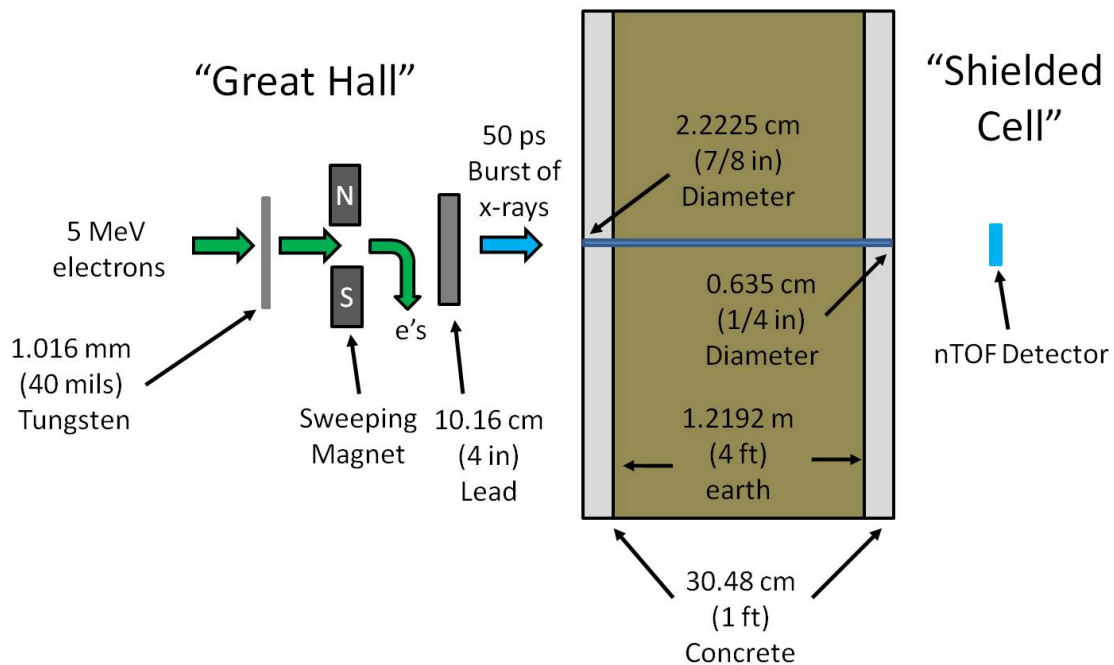 “Great Hall”
“Shielded
Cell”
5 MeV
electrons
1.016 mm
(40 mils)
Tungsten
N
S
Sweeping
Magnet
e’s
10.16 cm
(4 in)
Lead
50 ps
Burst of
x-rays
2.2225 cm
(7/8 in)
Diameter
0.635 cm
(1/4 in)
Diameter
1.2192 m
(4 ft)
earth
30.48 cm
(1 ft)
Concrete
nTOF Detector